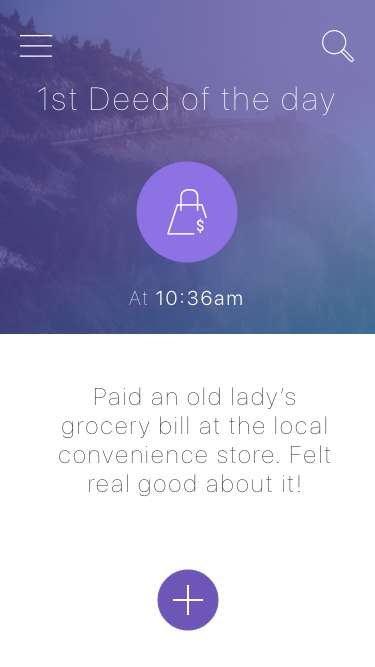 1st Deed of the day
$
At 10:36am
Paid an old lady’s
grocery bill at the local
convenience store. Felt
real good about it!